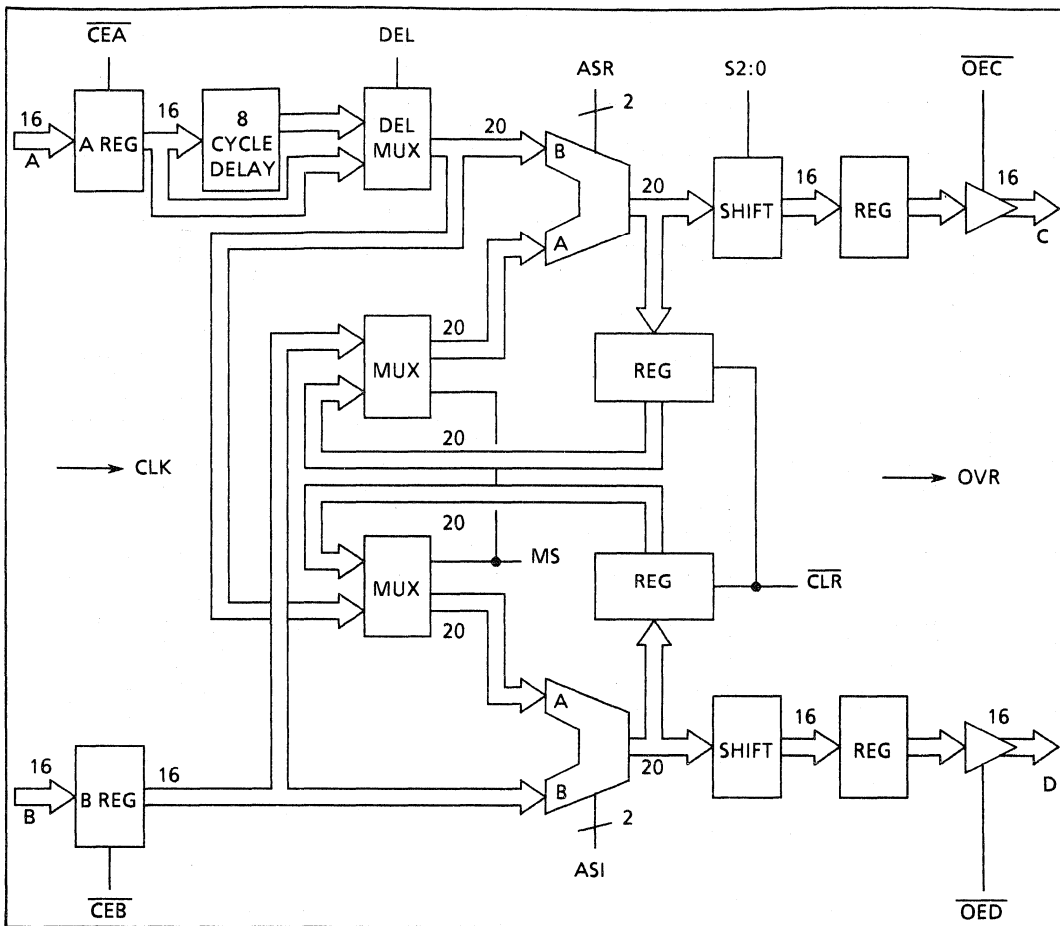 CEA
DEL
ASR
S2:0
OEC
16
A
A REG
16
8
CYCLE
DELAY
DEL
MUX
20
B
A
2
20
SHIFT
16
REG
16
C
20
MUX
REG
20
CLK
OVR
20
MUX
MS
REG
CLR
20
A
B
20
SHIFT
16
REG
16
D
16
B
B REG
16
2
ASI
CEB
OED